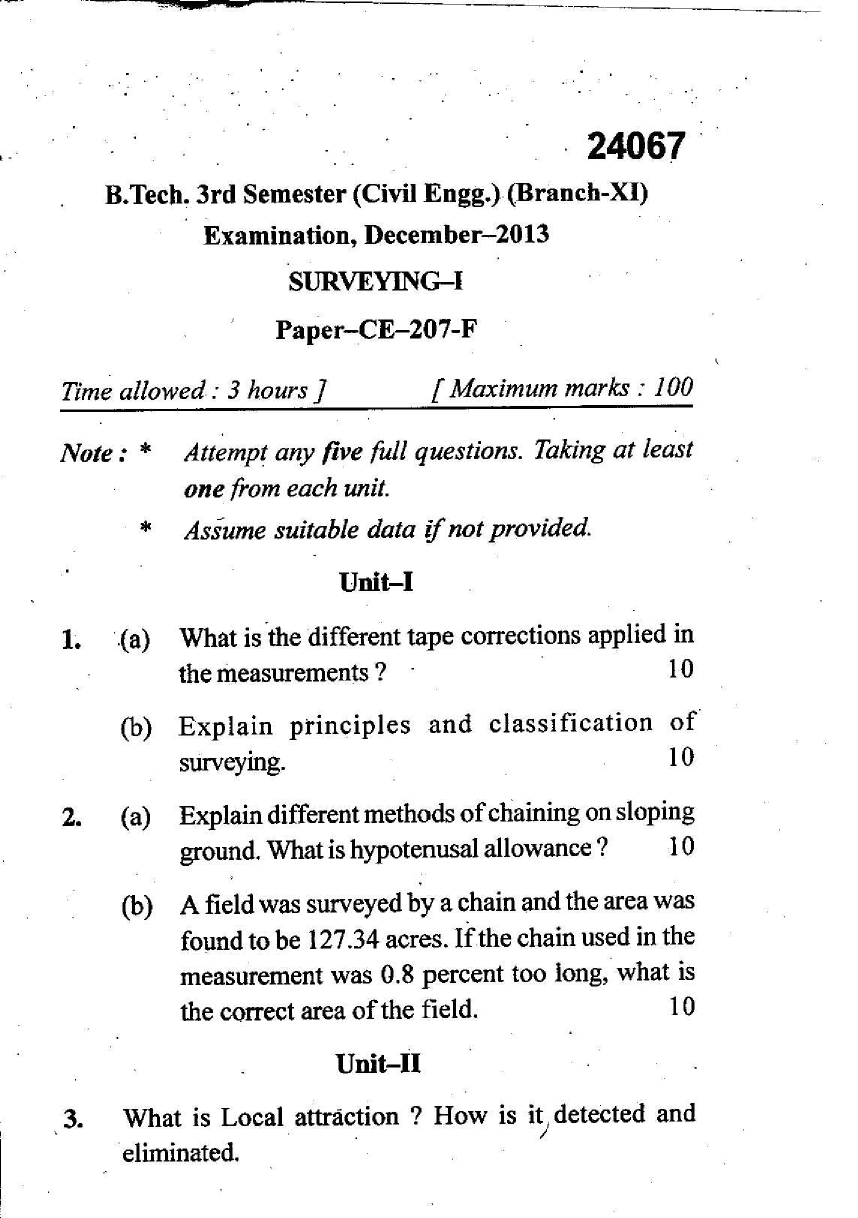 24067
B.Tech. 3rd Semester (Civil Engg.) (Branch-XI)
Examination, December–2013
SURVEYING–I
Paper–CE–207-F
Time allowed : 3 hours ] [ Maximum marks : 100
Note : * Attempt any five full questions. Taking at least
one from each unit.
* Assume suitable data if not provided.
Unit–I
1. (a) What is the different tape corrections applied in
the measurements ? 10
(b) Explain principles and classification of
surveying. 10
2. (a) Explain different methods of chaining on sloping
ground. What is hypotenusal allowance ? 10
(b) A field was surveyed by a chain and the area was
found to be 127.34 acres. If the chain used in the
measurement was 0.8 percent too long, what is
the correct area of the field. 10
Unit–II
3. What is Local attraction ? How is it, detected and
eliminated.